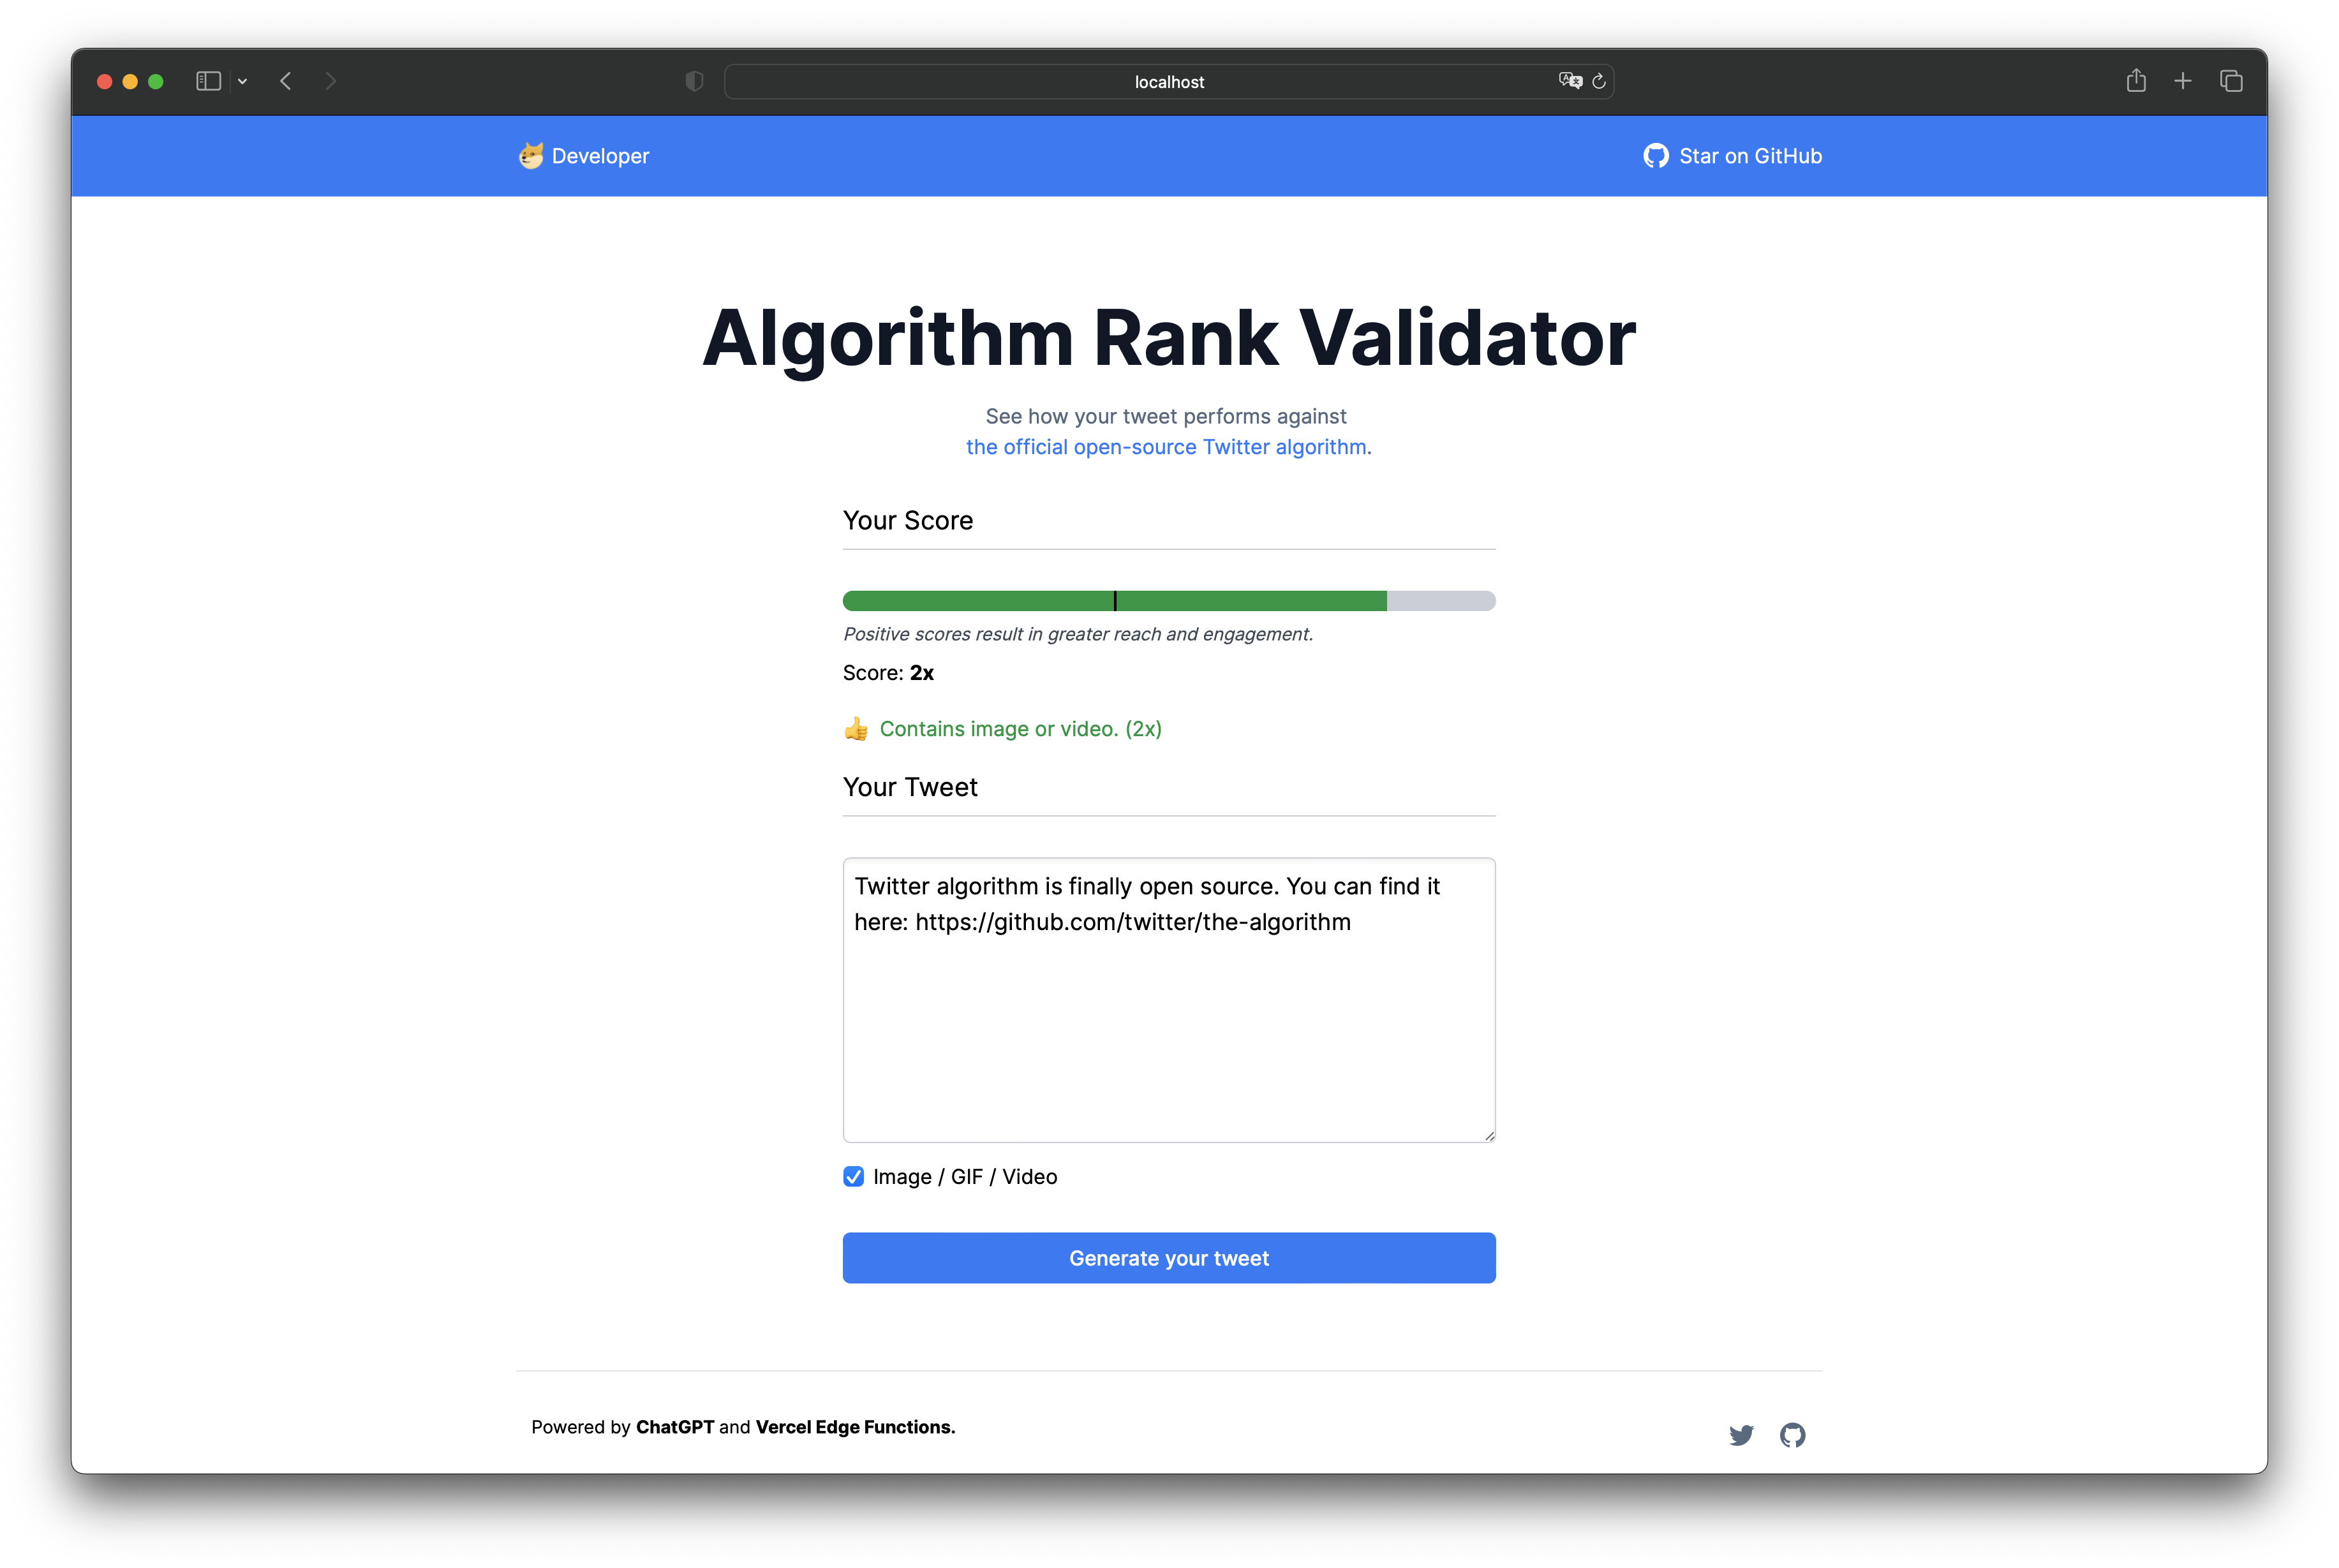 localhost
Developer
Star on GitHub
Algorithm Rank Validator
See how your tweet performs against
the official open-source Twitter algorithm.
Your Score
Positive scores result in greater reach and engagement.
Score: 2x
👍 Contains image or video. (2x)
Your Tweet
Twitter algorithm is finally open source. You can find it
here: https://github.com/twitter/the-algorithm
Image / GIF / Video
Generate your tweet
Powered by ChatGPT and Vercel Edge Functions.